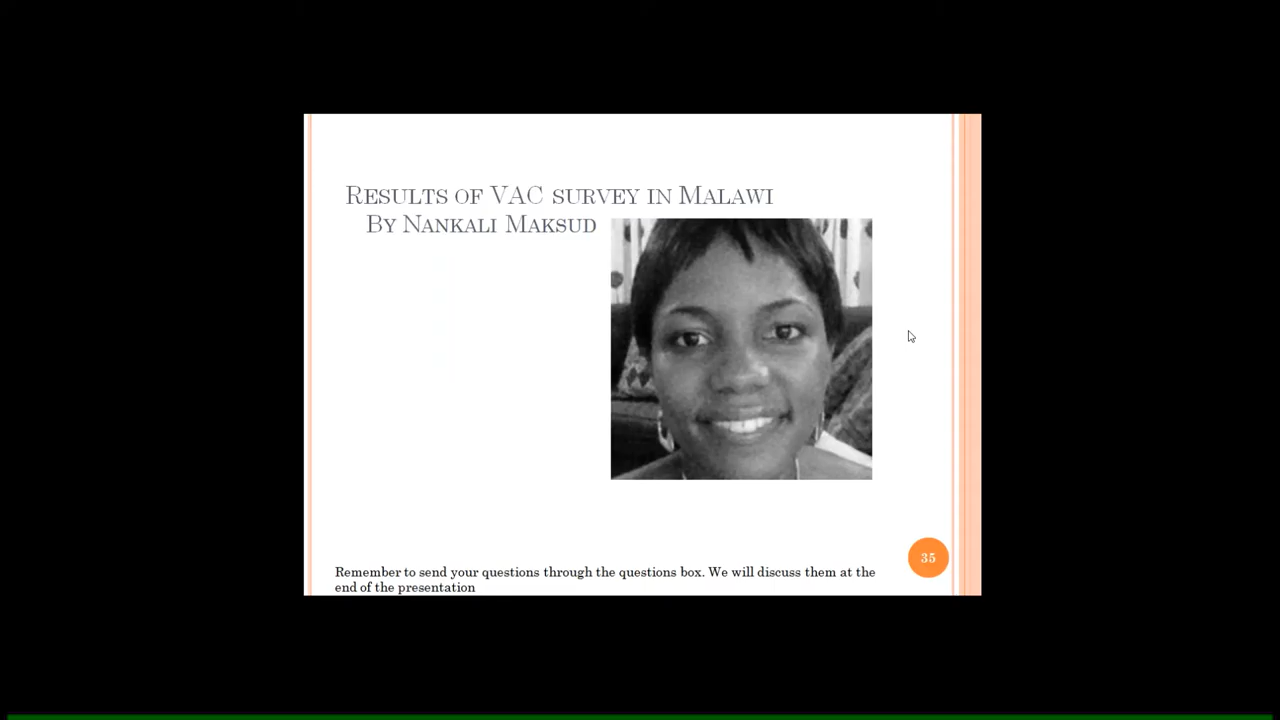 Results of VAC survey in Malawi
By Nankali Maksud
35
Remember to send your questions through the questions box. We will discuss them at the
end of the presentation